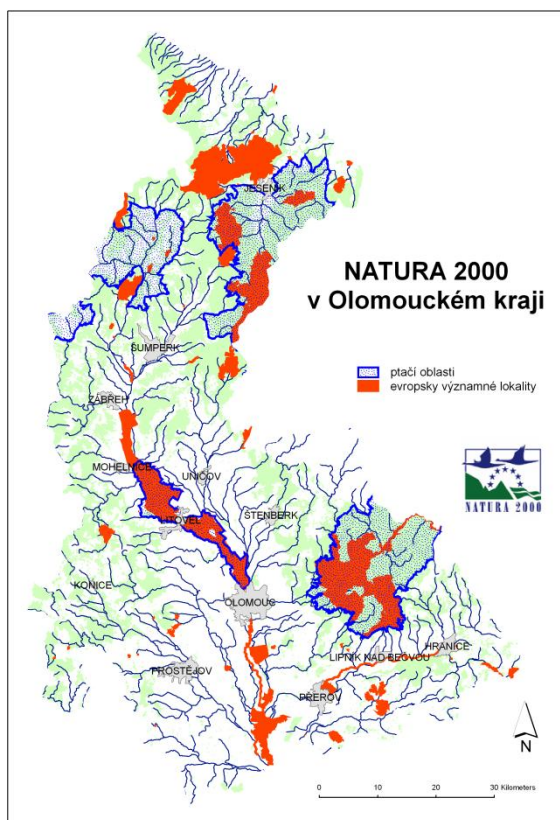 JESENÍK
NATURA 2000
v Olomouckém kraji
ŠUMPERK
ptačí oblasti
evropsky významné lokality
ZÁBŘEH
MOHELNICE
UNIČOV
NATURA 2000
LITOVEL
ŠTENBERK
KONICE
OLOMOUC
HRANICE
LIPNÍK NAD BEČVOU
PROSTĚJOV
PŘEROV
N
0 10 20 30 Kilometers